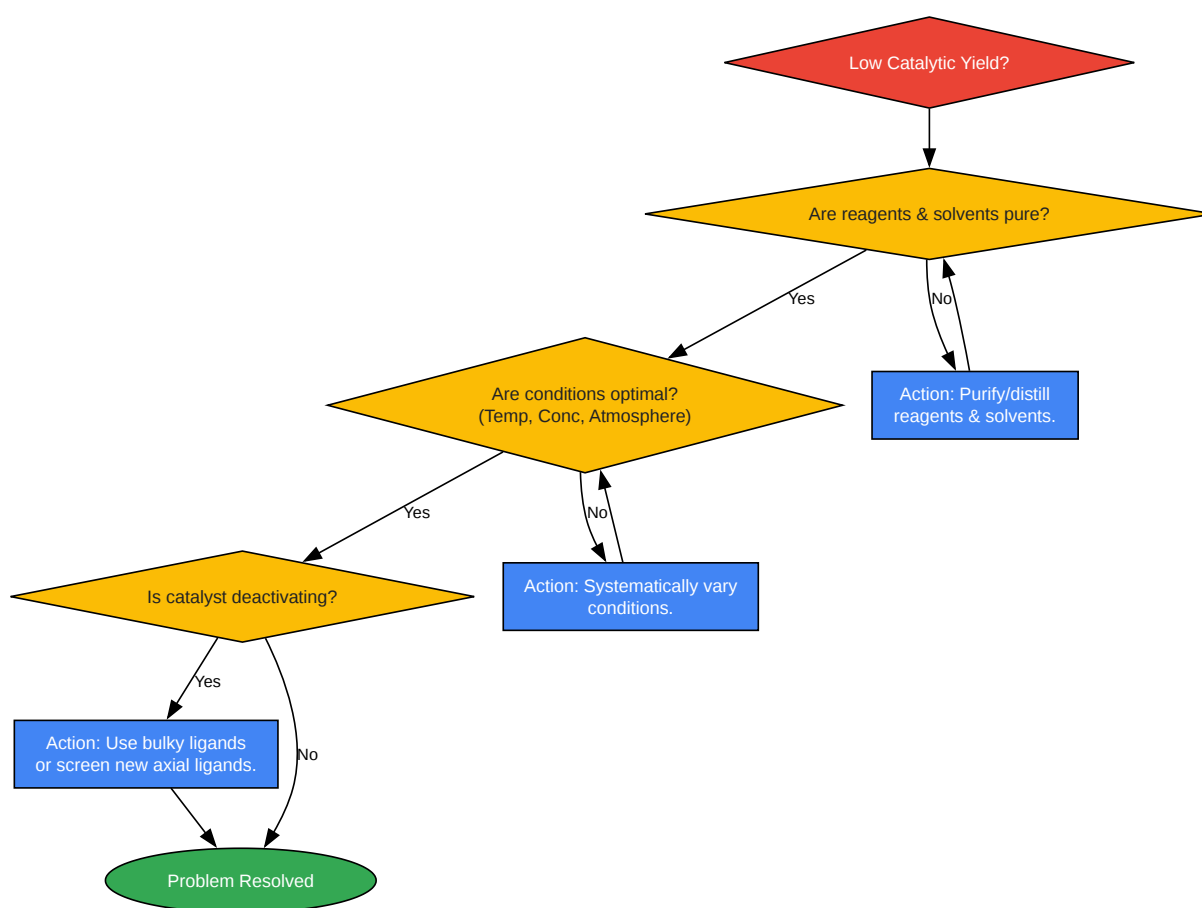 Low Catalytic Yield?
Are reagents & solvents pure?
Yes
No
Are conditions optimal?
(Temp, Conc, Atmosphere)
Action: Purify/distill
reagents & solvents.
Yes
No
Action: Systematically vary
conditions.
Is catalyst deactivating?
Yes
No
Action: Use bulky ligands
or screen new axial ligands.
Problem Resolved